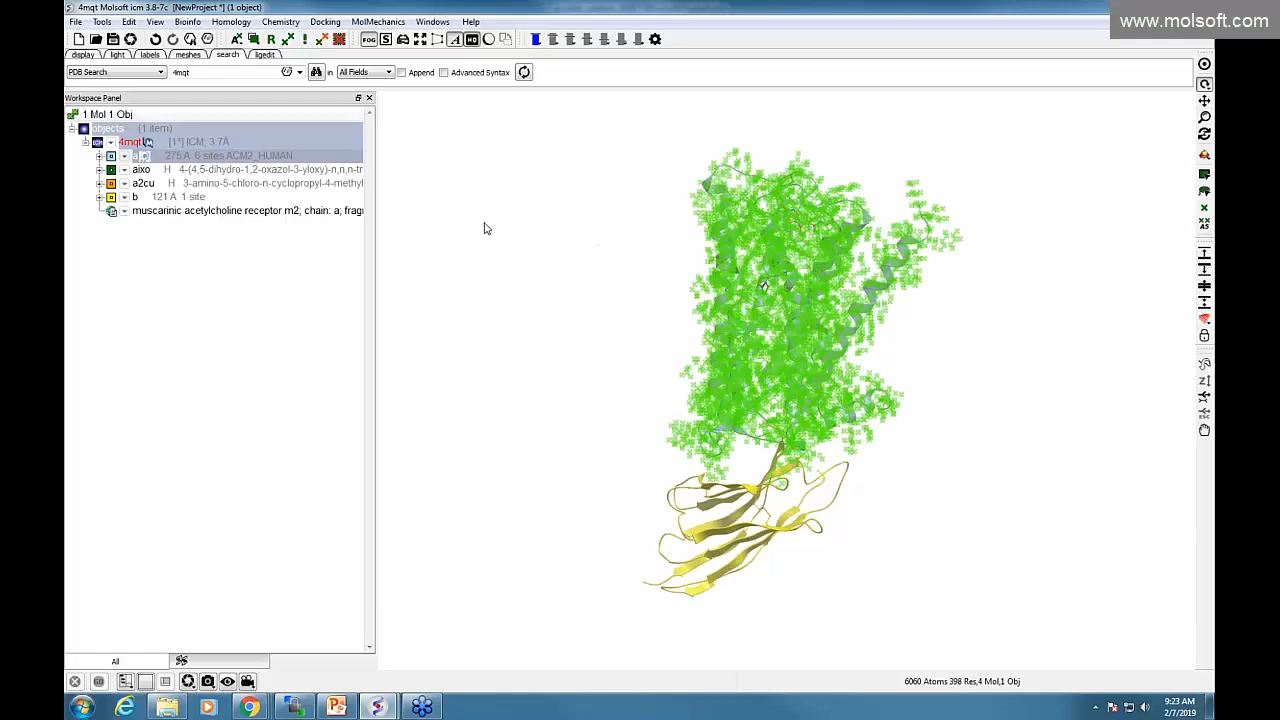 4mqt Molsoft icm 3.8-7c [NewProject *] (1 object)
www.molsoft.com
File Tools Edit View Bioinfo Homology Chemistry Docking MolMechanics Windows Help
FOG S A HD
display light labels meshes search ligedit
PDB Search 4mqt in All Fields Append Advanced Syntax
Workspace Panel
1 Mol 1 Obj
objects (1 item)
4mqt [1*] ICM; 3.7Å
a 275 A 6 sites ACM2_HUMAN
aixo H 4-(4,5-dihydro-1,2-oxazol-3-yloxy)-n,n,n-tr
a2cu H 3-amino-5-chloro-n-cyclopropyl-4-methyl
b 121 A 1 site
muscarinic acetylcholine receptor m2; chain: a; frag
All
6060 Atoms 398 Res,4 Mol,1 Obj
9:23 AM
2/7/2019